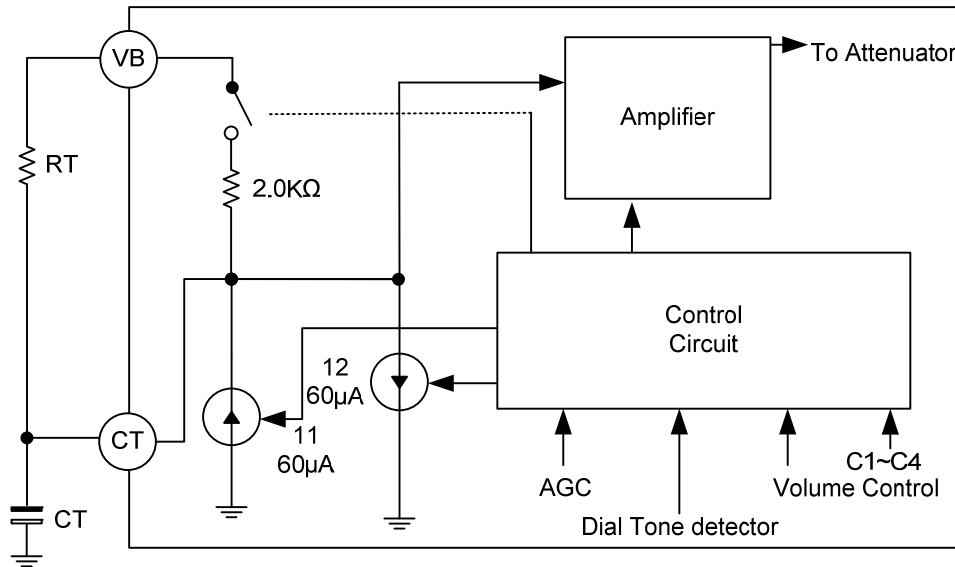 VB
To Attenuator
Amplifier
RT
2.0KΩ
Control
Circuit
12
60µA
11
60µA
CT
CT
AGC
Dial Tone detector
Volume Control
C1~C4